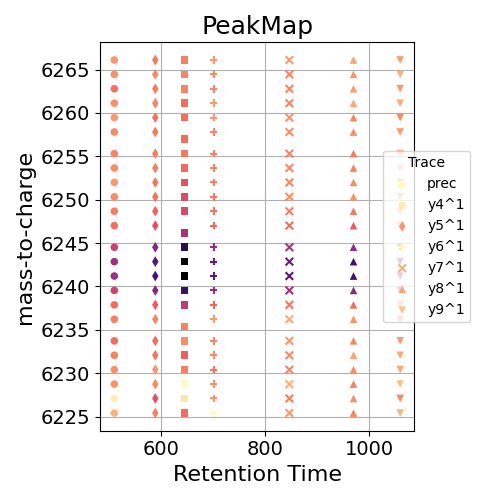 PeakMap
6265
6260
6255
6250
6245
6240
6235
6230
6225
mass-to-charge
600
800
1000
Retention Time
Trace
prec
y4^1
y5^1
y6^1
y7^1
y8^1
y9^1